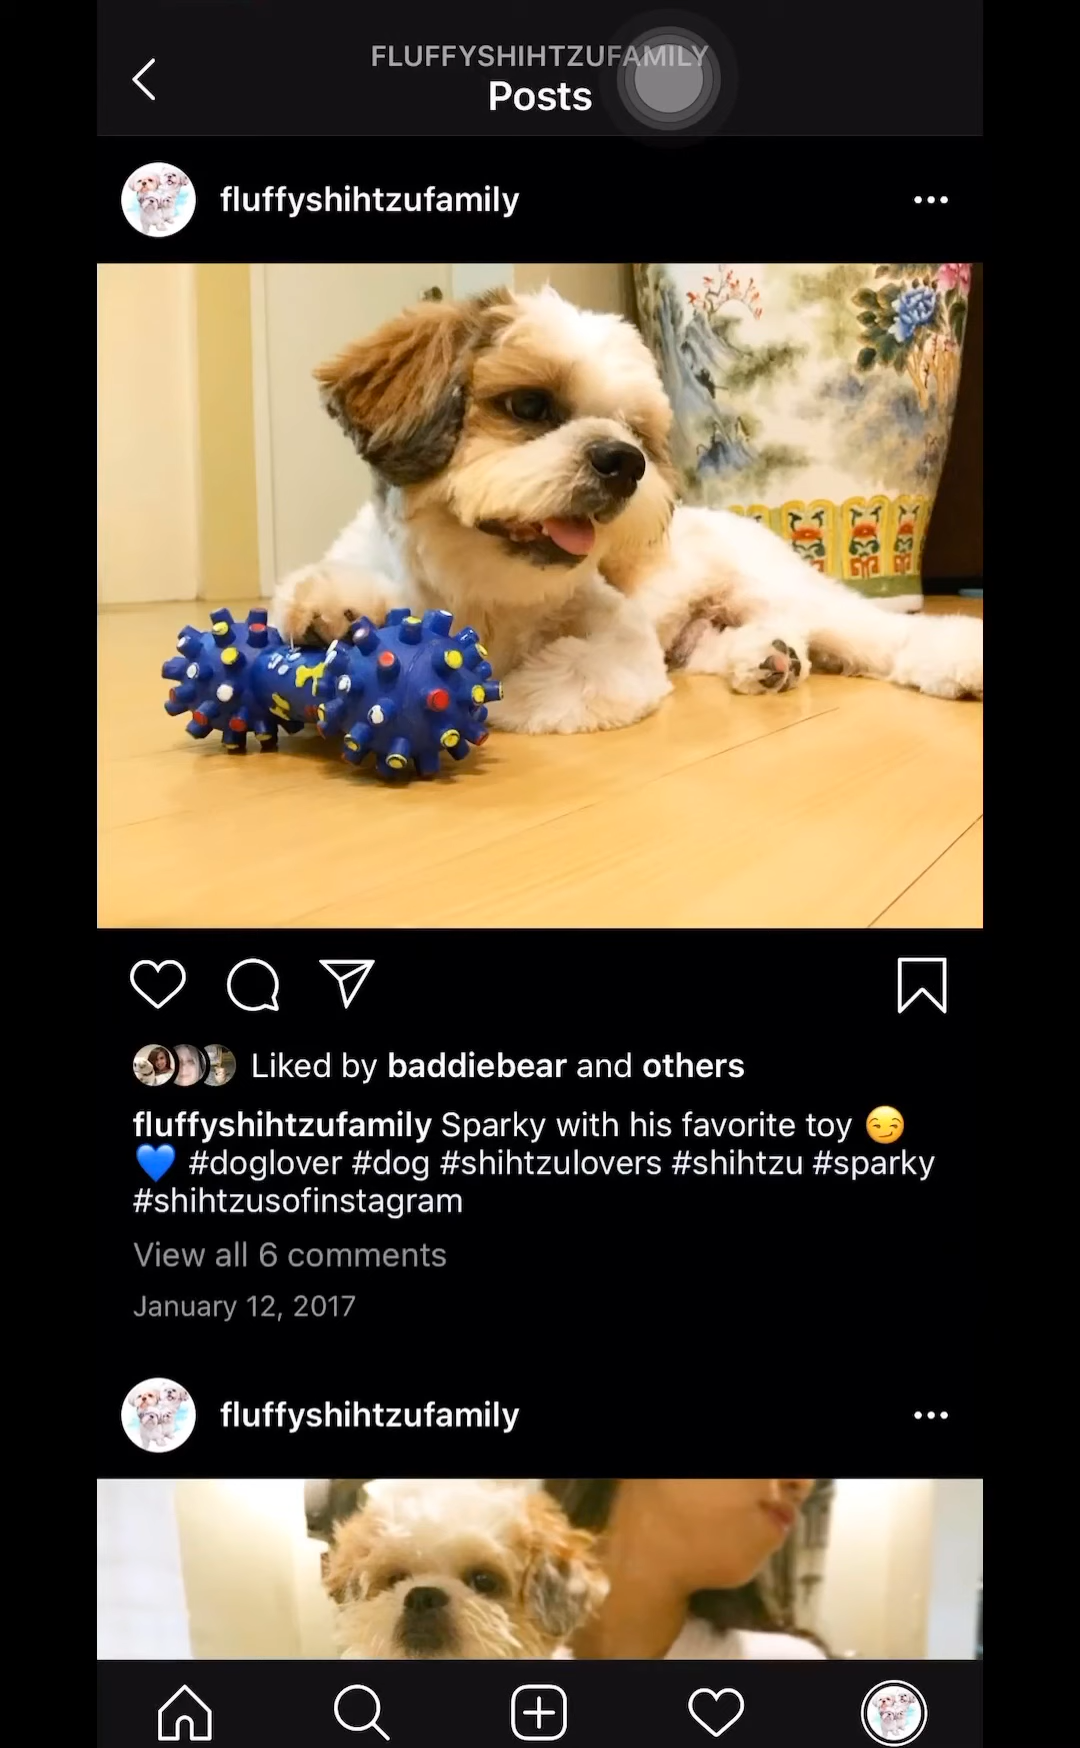 FLUFFYSHIHTZUFAMILY
Posts
fluffyshihtzufamily
Liked by baddiebear and others
fluffyshihtzufamily Sparky with his favorite toy 😏
💙 #doglover #dog #shihtzulovers #shihtzu #sparky
#shihtzusofinstagram
View all 6 comments
January 12, 2017
fluffyshihtzufamily